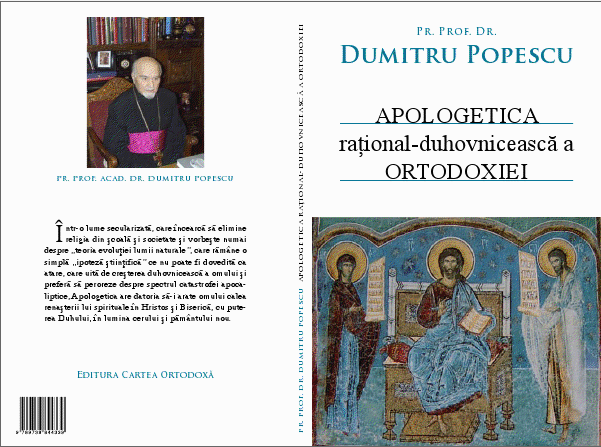 PR. PROF. DR.
DUMITRU POPESCU
APOLOGETICA
rațional-duhovnicească a
ORTODOXIEI
PR. PROF. DR. DUMITRU POPESCU APOLOGETICA RAȚIONAL-DUHOVNICEASCĂ A ORTODOXIEI
PR. PROF. ACAD. DR. DUMITRU POPESCU
Într-o lume secularizată, care încearcă să elimine
religia din școală și societate și vorbește numai
despre „teoria evoluției lumii naturale”, care rămâne o
simplă „ipoteză științifică” ce nu poate fi dovedită ca
atare, care uită de creșterea duhovnicească a omului și
preferă să peroreze despre spectrul catastrofei apoca-
liptice, Apologetica are datoria să-i arate omului calea
renașterii lui spirituale în Hristos și Biserică, cu pute-
rea Duhului, în lumina cerului și pământului nou.
EDITURA CARTEA ORTODOXĂ